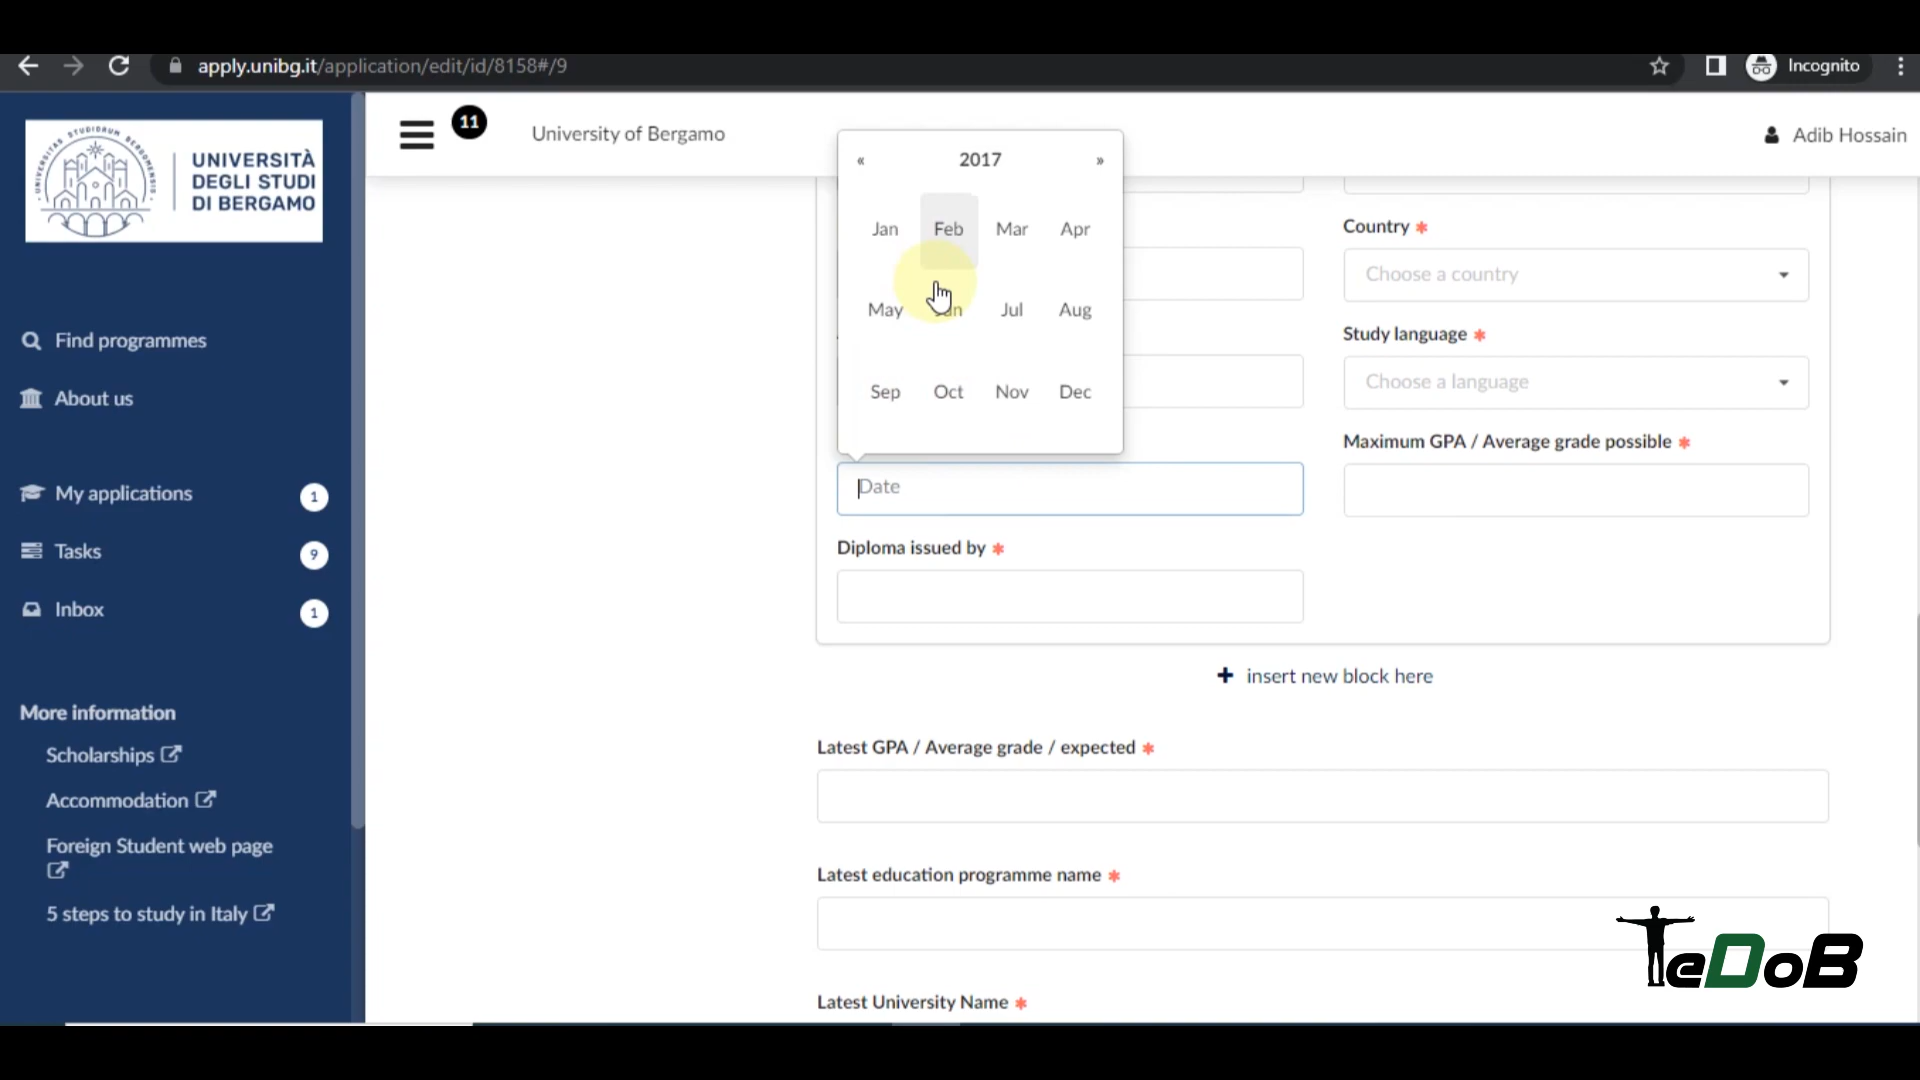 apply.unibg.it/application/edit/id/8158#/9
Incognito
UNIVERSITÀ
DEGLI STUDI
DI BERGAMO
11
University of Bergamo
Adib Hossain
Find programmes
About us
My applications 1
Tasks 9
Inbox 1
More information
Scholarships
Accommodation
Foreign Student web page
5 steps to study in Italy
« 2017 »
Jan Feb Mar Apr
May Jun Jul Aug
Sep Oct Nov Dec
Country *
Choose a country
Study language *
Choose a language
Maximum GPA / Average grade possible *
Date
Diploma issued by *
+ insert new block here
Latest GPA / Average grade / expected *
Latest education programme name *
Latest University Name *
TeDoB